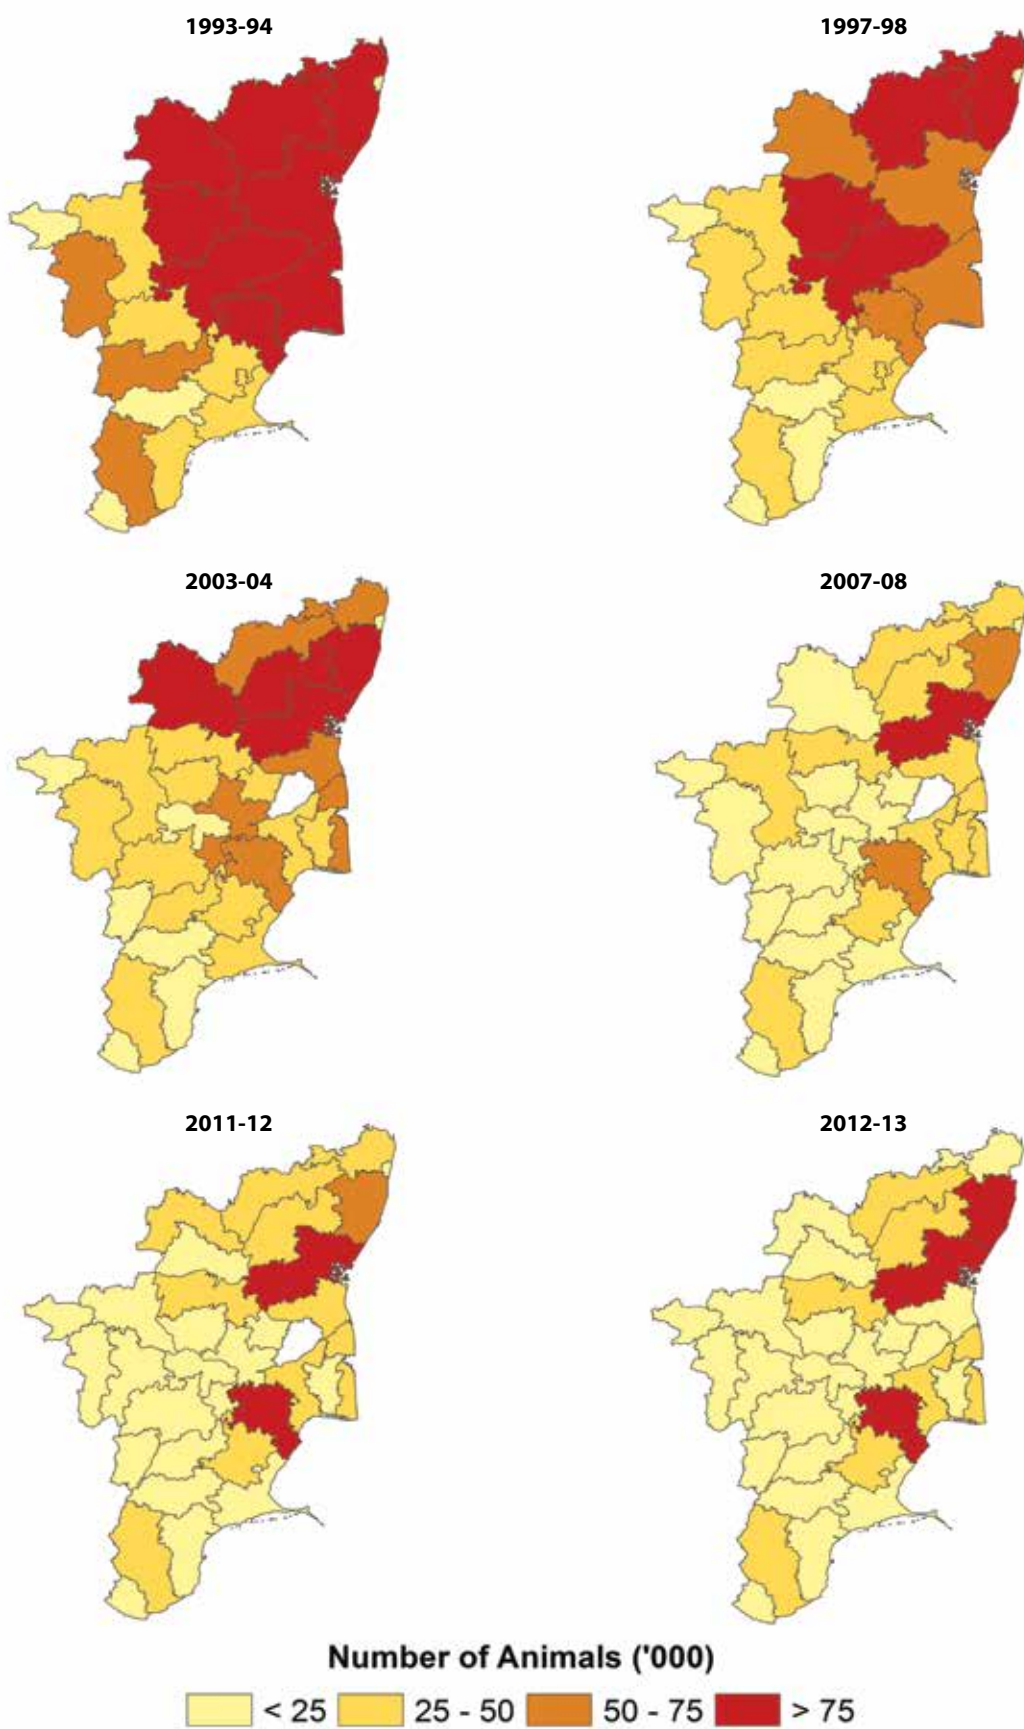 1993-94
1997-98
2003-04
2007-08
2011-12
2012-13
Number of Animals ('000)
< 25
25 - 50
50 - 75
> 75